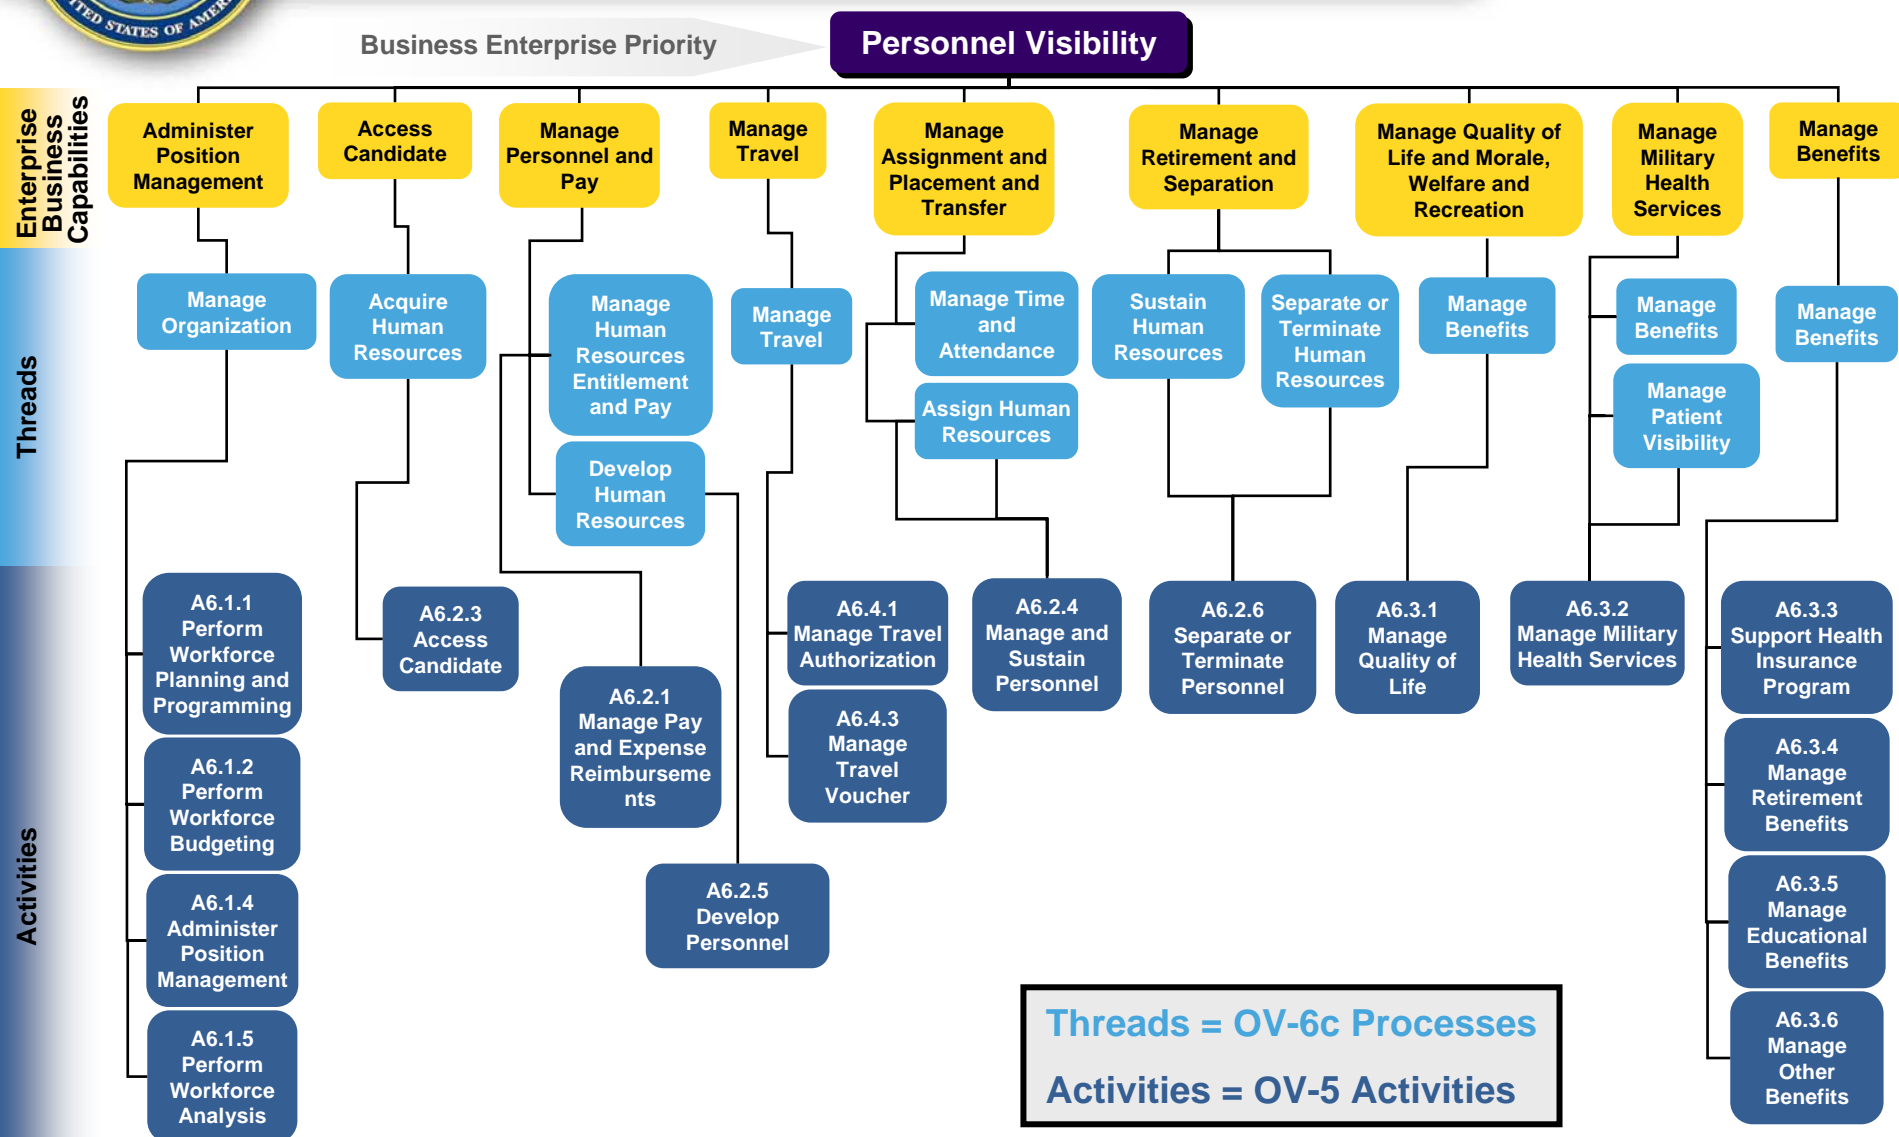 UNITED STATES OF AMERICA
Business Enterprise Priority
Personnel Visibility
Enterprise
Business
Capabilities
Administer
Position
Management
Access
Candidate
Manage
Personnel and
Pay
Manage
Travel
Manage
Assignment and
Placement and
Transfer
Manage
Retirement and
Separation
Manage Quality of
Life and Morale,
Welfare and
Recreation
Manage
Military
Health
Services
Manage
Benefits
Threads
Manage
Organization
Acquire
Human
Resources
Manage
Human
Resources
Entitlement
and Pay
Develop
Human
Resources
Manage
Travel
Manage Time
and
Attendance
Assign Human
Resources
Sustain
Human
Resources
Separate or
Terminate
Human
Resources
Manage
Benefits
Manage
Benefits
Manage
Patient
Visibility
Manage
Benefits
Activities
A6.1.1
Perform
Workforce
Planning and
Programming
A6.1.2
Perform
Workforce
Budgeting
A6.1.4
Administer
Position
Management
A6.1.5
Perform
Workforce
Analysis
A6.2.3
Access
Candidate
A6.2.1
Manage Pay
and Expense
Reimburseme
nts
A6.2.5
Develop
Personnel
A6.4.1
Manage Travel
Authorization
A6.4.3
Manage
Travel
Voucher
A6.2.4
Manage and
Sustain
Personnel
A6.2.6
Separate or
Terminate
Personnel
A6.3.1
Manage
Quality of
Life
A6.3.2
Manage Military
Health Services
A6.3.3
Support Health
Insurance
Program
A6.3.4
Manage
Retirement
Benefits
A6.3.5
Manage
Educational
Benefits
A6.3.6
Manage
Other
Benefits
Threads = OV-6c Processes
Activities = OV-5 Activities